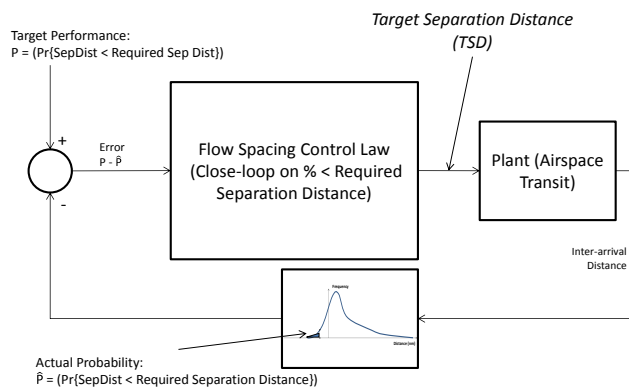 Target Separation Distance
(TSD)
Target Performance:
P = (Pr{SepDist < Required Sep Dist})
+
Error
P - P̂
-
Flow Spacing Control Law
(Close-loop on % < Required
Separation Distance)
Plant (Airspace
Transit)
Inter-arrival
Distance
Frequency
Distance (nm)
Actual Probability:
P̂ = (Pr{SepDist < Required Separation Distance})